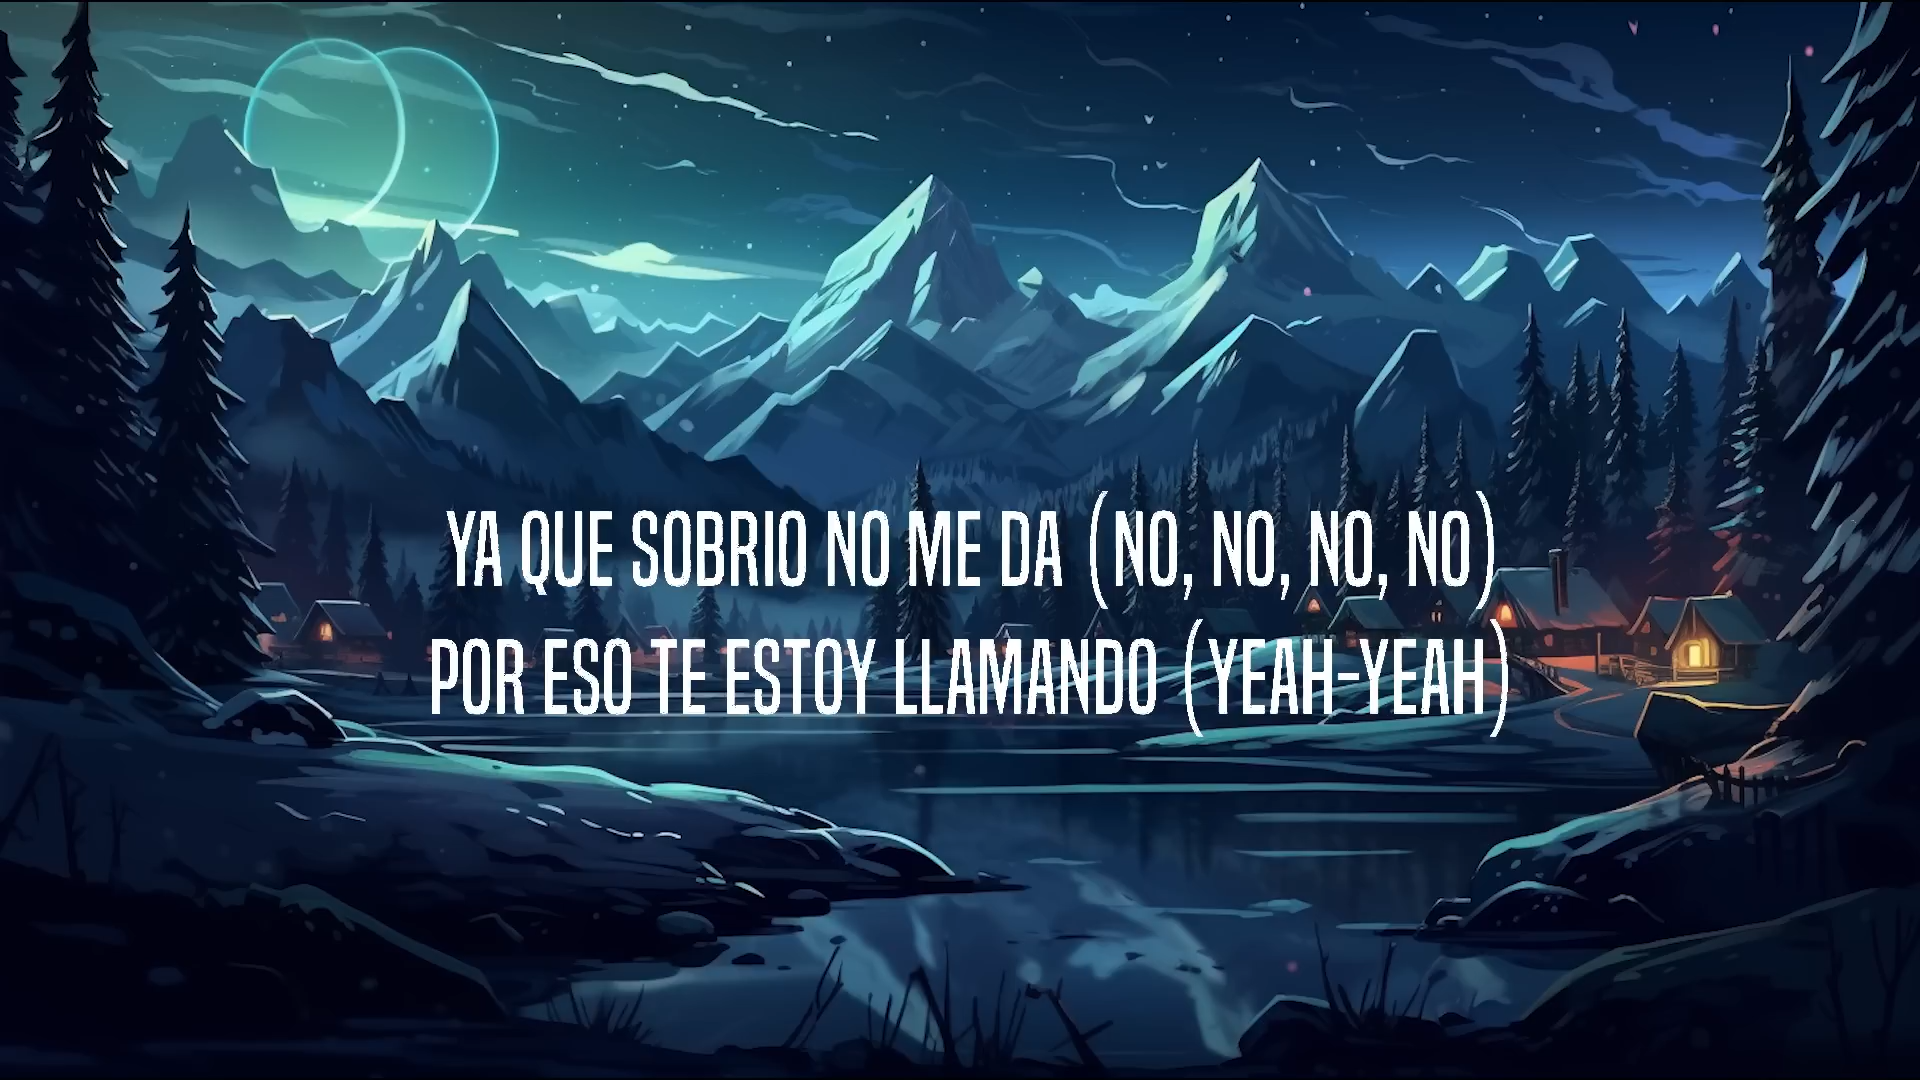 YA QUE SOBRIO NO ME DA (NO, NO, NO, NO)
POR ESO TE ESTOY LLAMANDO (YEAH-YEAH)